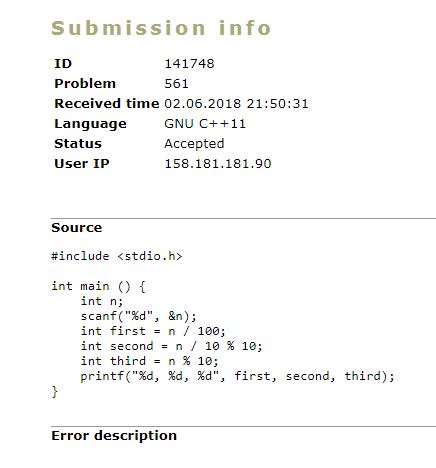 Submission info
ID 141748
Problem 561
Received time 02.06.2018 21:50:31
Language GNU C++11
Status Accepted
User IP 158.181.181.90
Source
#include <stdio.h>
int main () {
    int n;
    scanf("%d", &n);
    int first = n / 100;
    int second = n / 10 % 10;
    int third = n % 10;
    printf("%d, %d, %d", first, second, third);
}
Error description